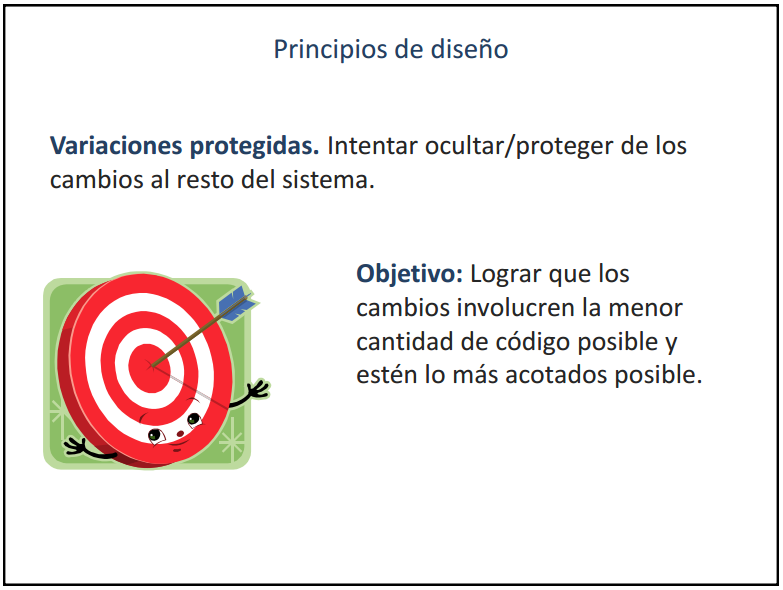 Principios de diseño
Variaciones protegidas. Intentar ocultar/proteger de los
cambios al resto del sistema.
Objetivo: Lograr que los
cambios involucren la menor
cantidad de código posible y
estén lo más acotados posible.